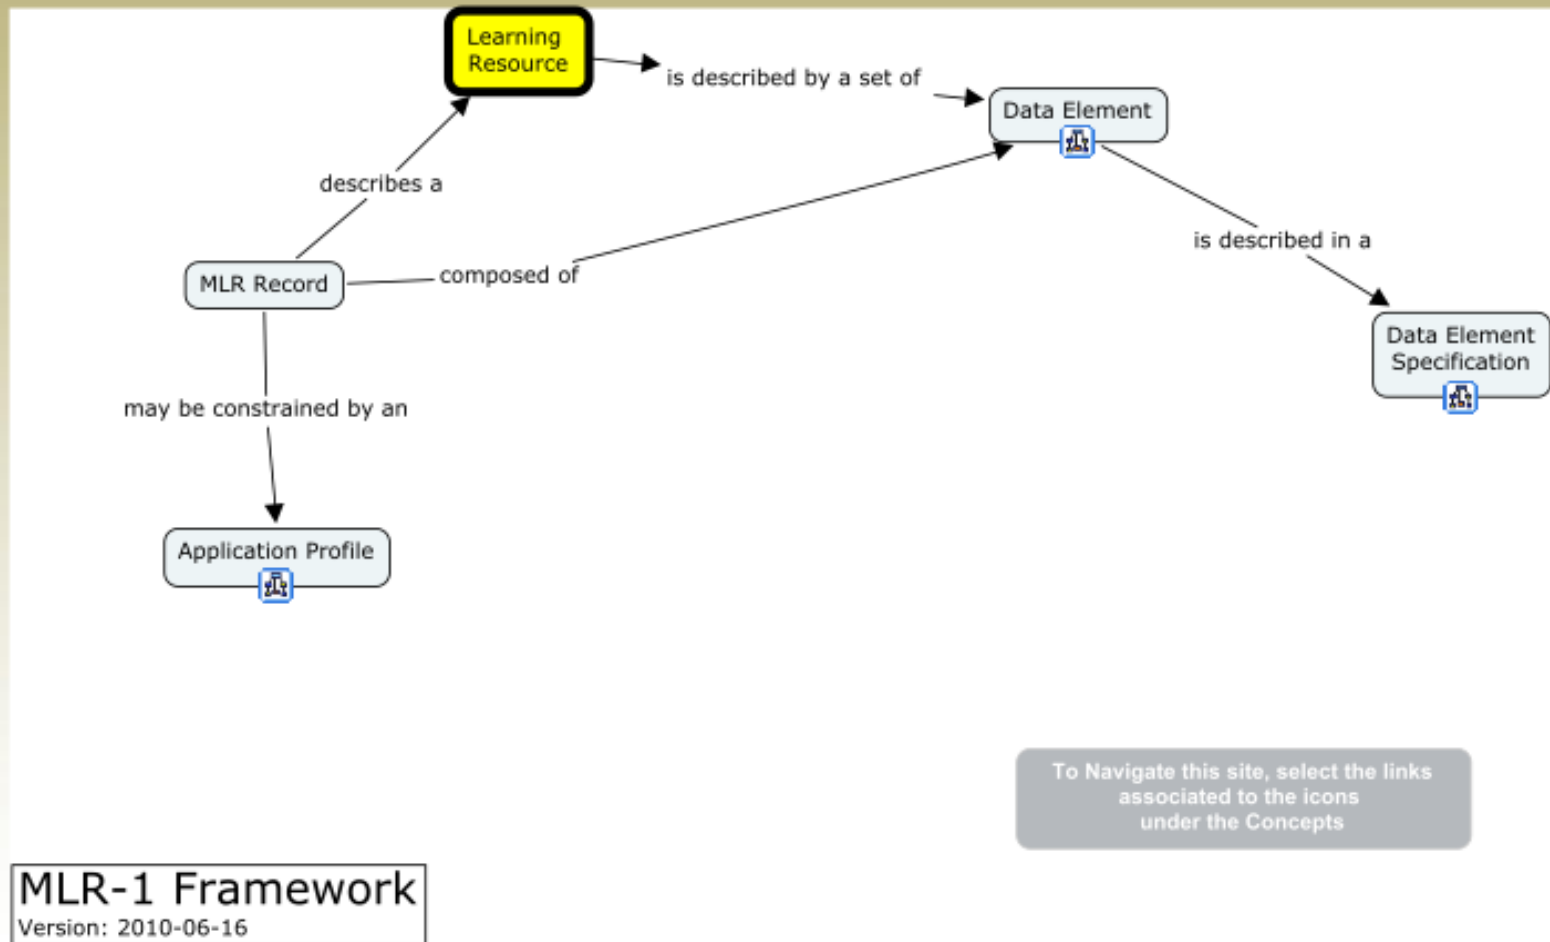 Learning
Resource
is described by a set of
Data Element
describes a
is described in a
MLR Record
composed of
Data Element
Specification
may be constrained by an
Application Profile
To Navigate this site, select the links
associated to the icons
under the Concepts
MLR-1 Framework
Version: 2010-06-16